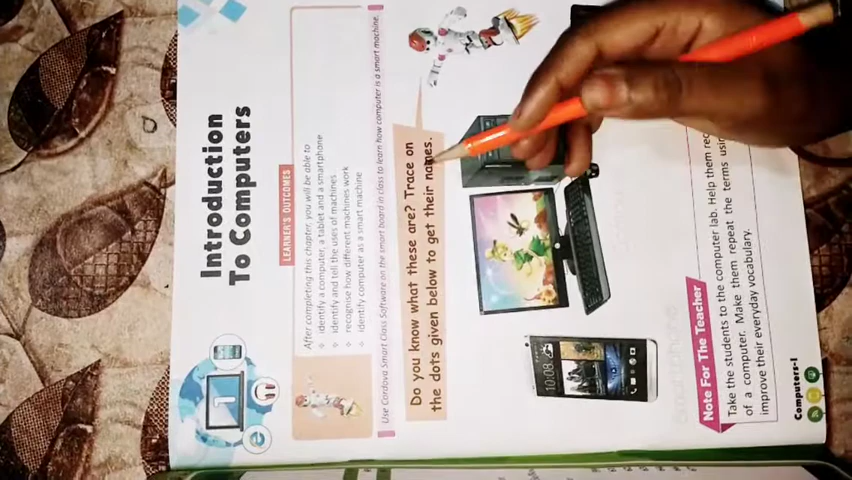 1
Introduction
To Computers
LEARNER'S OUTCOMES
After completing this chapter, you will be able to
identify a computer, a tablet and a smartphone
identify and tell the uses of machines
recognise how different machines work
identify computer as a smart machine
Use Cordova Smart Class Software on the smart board in class to learn how computer is a smart machine.
Do you know what these are? Trace on
the dots given below to get their names.
10:08
Note For The Teacher
Take the students to the computer lab. Help them
of a computer. Make them repeat the terms
improve their everyday vocabulary.
Computers-1